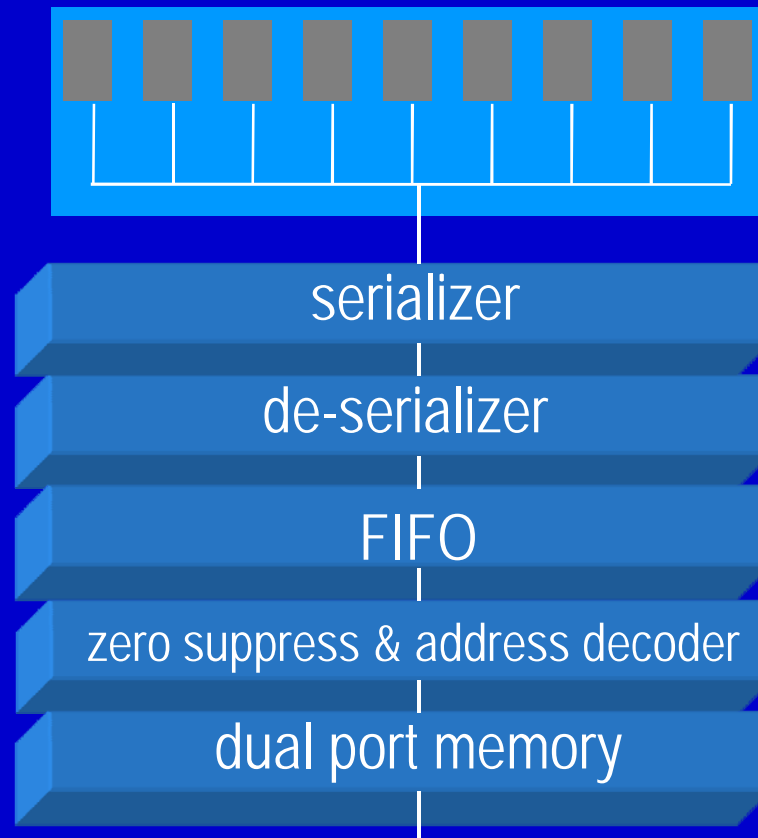 serializer
de-serializer
FIFO
zero suppress & address decoder
dual port memory